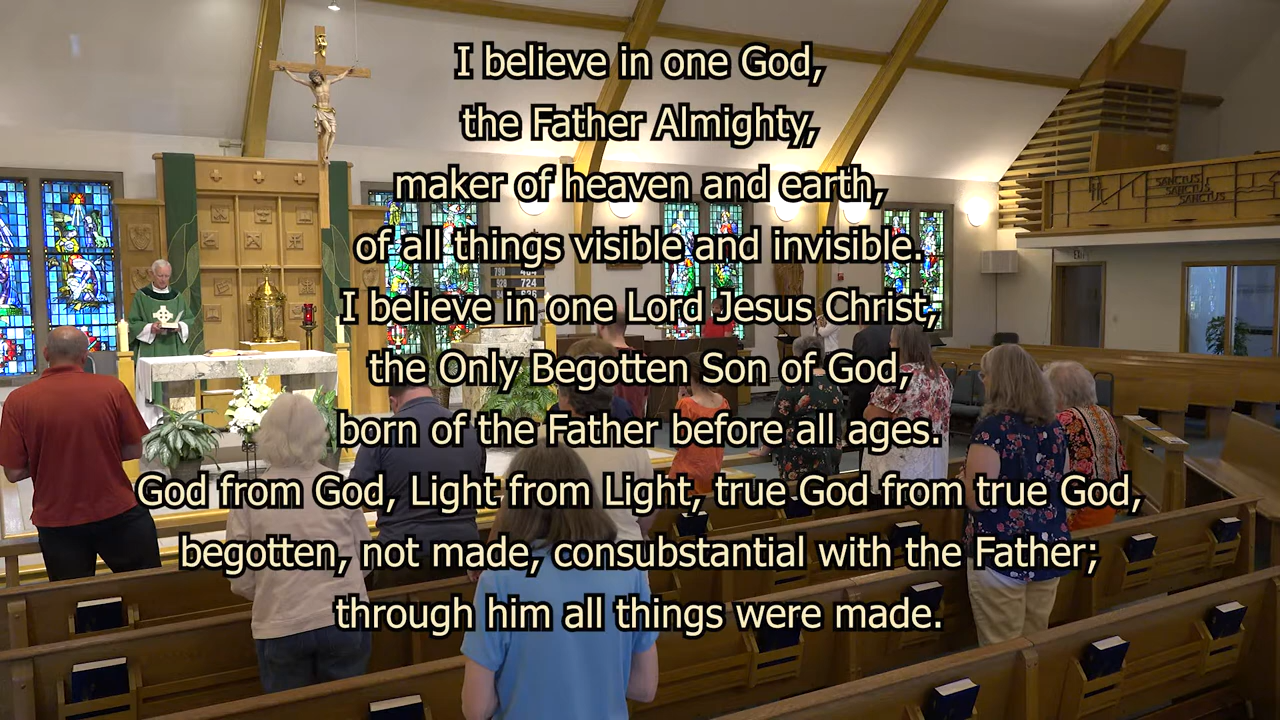 I believe in one God,
the Father Almighty,
maker of heaven and earth,
of all things visible and invisible.
I believe in one Lord Jesus Christ,
the Only Begotten Son of God,
born of the Father before all ages.
God from God, Light from Light, true God from true God,
begotten, not made, consubstantial with the Father;
through him all things were made.
SANCTUS
SANCTUS
SANCTUS
724